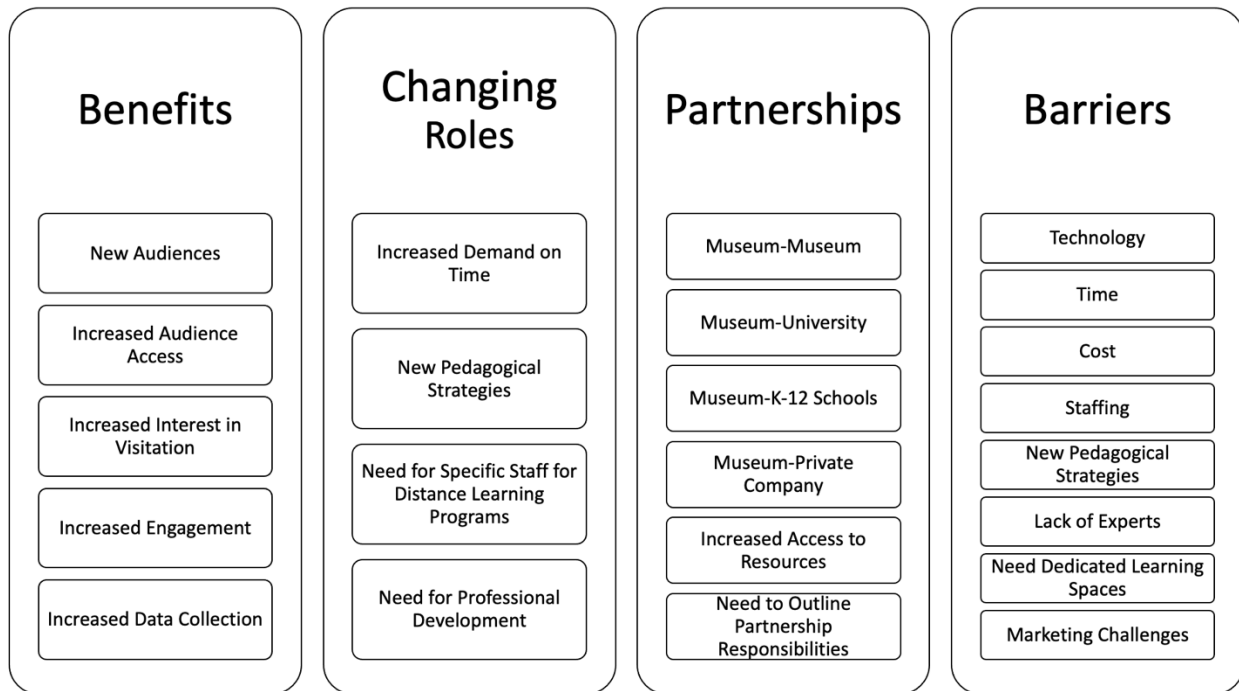 Benefits
New Audiences
Increased Audience
Access
Increased Interest in
Visitation
Increased Engagement
Increased Data Collection
Changing
Roles
Increased Demand on
Time
New Pedagogical
Strategies
Need for Specific Staff for
Distance Learning
Programs
Need for Professional
Development
Partnerships
Museum-Museum
Museum-University
Museum-K-12 Schools
Museum-Private
Company
Increased Access to
Resources
Need to Outline
Partnership
Responsibilities
Barriers
Technology
Time
Cost
Staffing
New Pedagogical
Strategies
Lack of Experts
Need Dedicated Learning
Spaces
Marketing Challenges